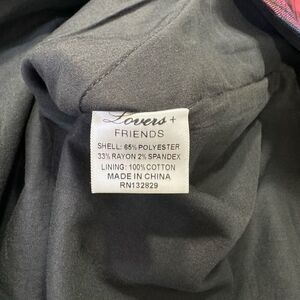 Lovers +
FRIENDS
SHELL: 65% POLYESTER
33% RAYON 2% SPANDEX
LINING: 100% COTTON
MADE IN CHINA
RN132829